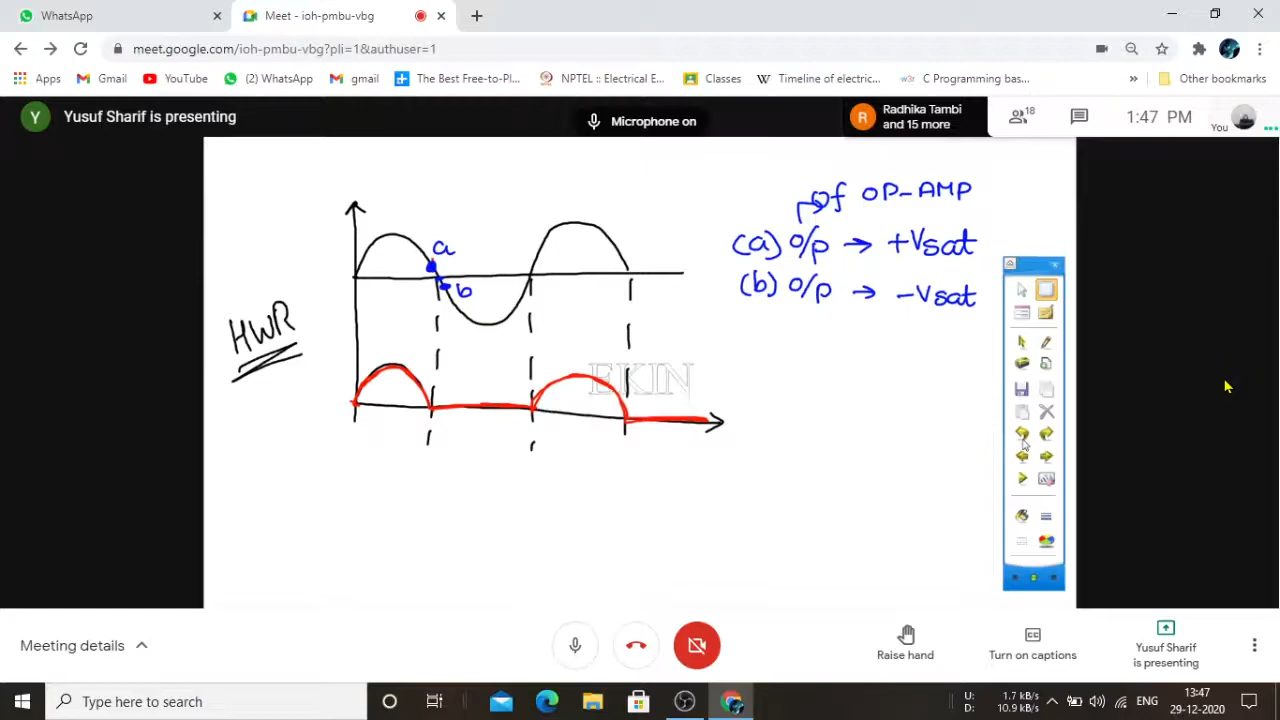 WhatsApp
Meet - ioh-pmbu-vbg
meet.google.com/ioh-pmbu-vbg?pli=1&authuser=1
Apps
Gmail
YouTube
(2) WhatsApp
gmail
The Best Free-to-Pl...
NPTEL :: Electrical E...
Classes
Timeline of electric...
C Programming bas...
Other bookmarks
Y
Yusuf Sharif is presenting
Microphone on
R
Radhika Tambi
and 15 more
18
1:47 PM
You
of OP-AMP
(a) o/p → +Vsat
(b) o/p → -Vsat
a
b
HWR
EKIN
Meeting details
Raise hand
Turn on captions
Yusuf Sharif
is presenting
Type here to search
U: 1.7 kB/s
D: 10.9 kB/s
ENG
13:47
29-12-2020